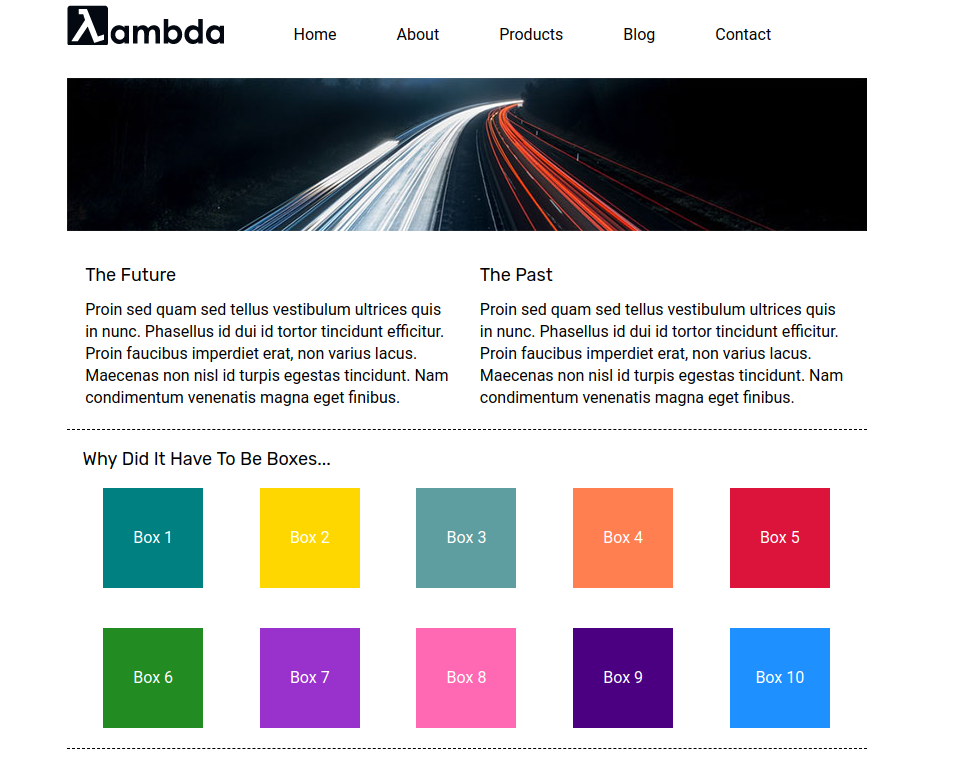 λambda
Home About Products Blog Contact
The Future
Proin sed quam sed tellus vestibulum ultrices quis
in nunc. Phasellus id dui id tortor tincidunt efficitur.
Proin faucibus imperdiet erat, non varius lacus.
Maecenas non nisl id turpis egestas tincidunt. Nam
condimentum venenatis magna eget finibus.
The Past
Proin sed quam sed tellus vestibulum ultrices quis
in nunc. Phasellus id dui id tortor tincidunt efficitur.
Proin faucibus imperdiet erat, non varius lacus.
Maecenas non nisl id turpis egestas tincidunt. Nam
condimentum venenatis magna eget finibus.
Why Did It Have To Be Boxes...
Box 1 Box 2 Box 3 Box 4 Box 5
Box 6 Box 7 Box 8 Box 9 Box 10